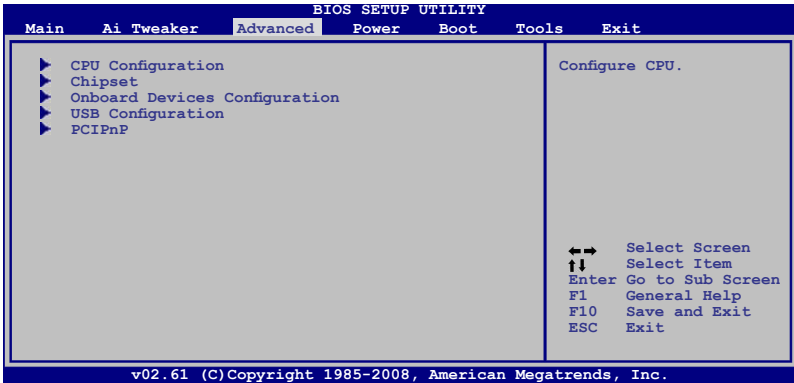 BIOS SETUP UTILITY
Main Ai Tweaker Advanced Power Boot Tools Exit
CPU Configuration
Chipset
Onboard Devices Configuration
USB Configuration
PCIPnP
Configure CPU.
←→ Select Screen
↑↓ Select Item
Enter Go to Sub Screen
F1 General Help
F10 Save and Exit
ESC Exit
v02.61 (C)Copyright 1985-2008, American Megatrends, Inc.